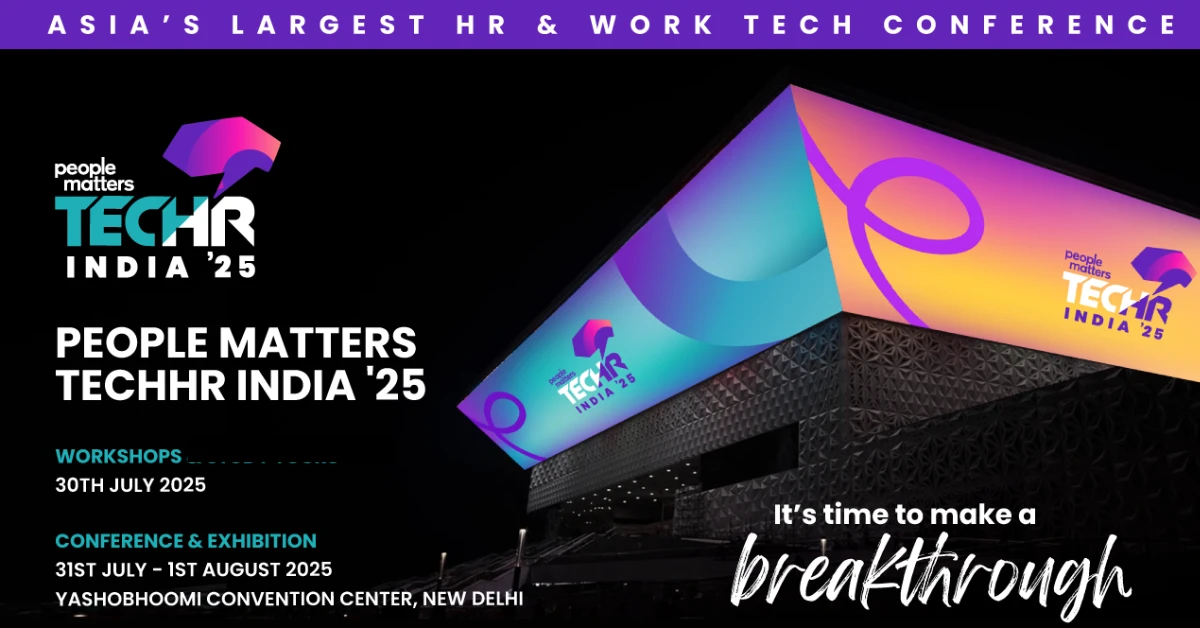 ASIA'S LARGEST HR & WORK TECH CONFERENCE
people
matters
TECHR
INDIA '25
PEOPLE MATTERS
TECHHR INDIA '25
WORKSHOPS
30TH JULY 2025
CONFERENCE & EXHIBITION
31ST JULY - 1ST AUGUST 2025
YASHOBHOOMI CONVENTION CENTER, NEW DELHI
people
matters
TECHR
INDIA '25
people
matters
TECHR
INDIA '25
It's time to make a
breakthrough